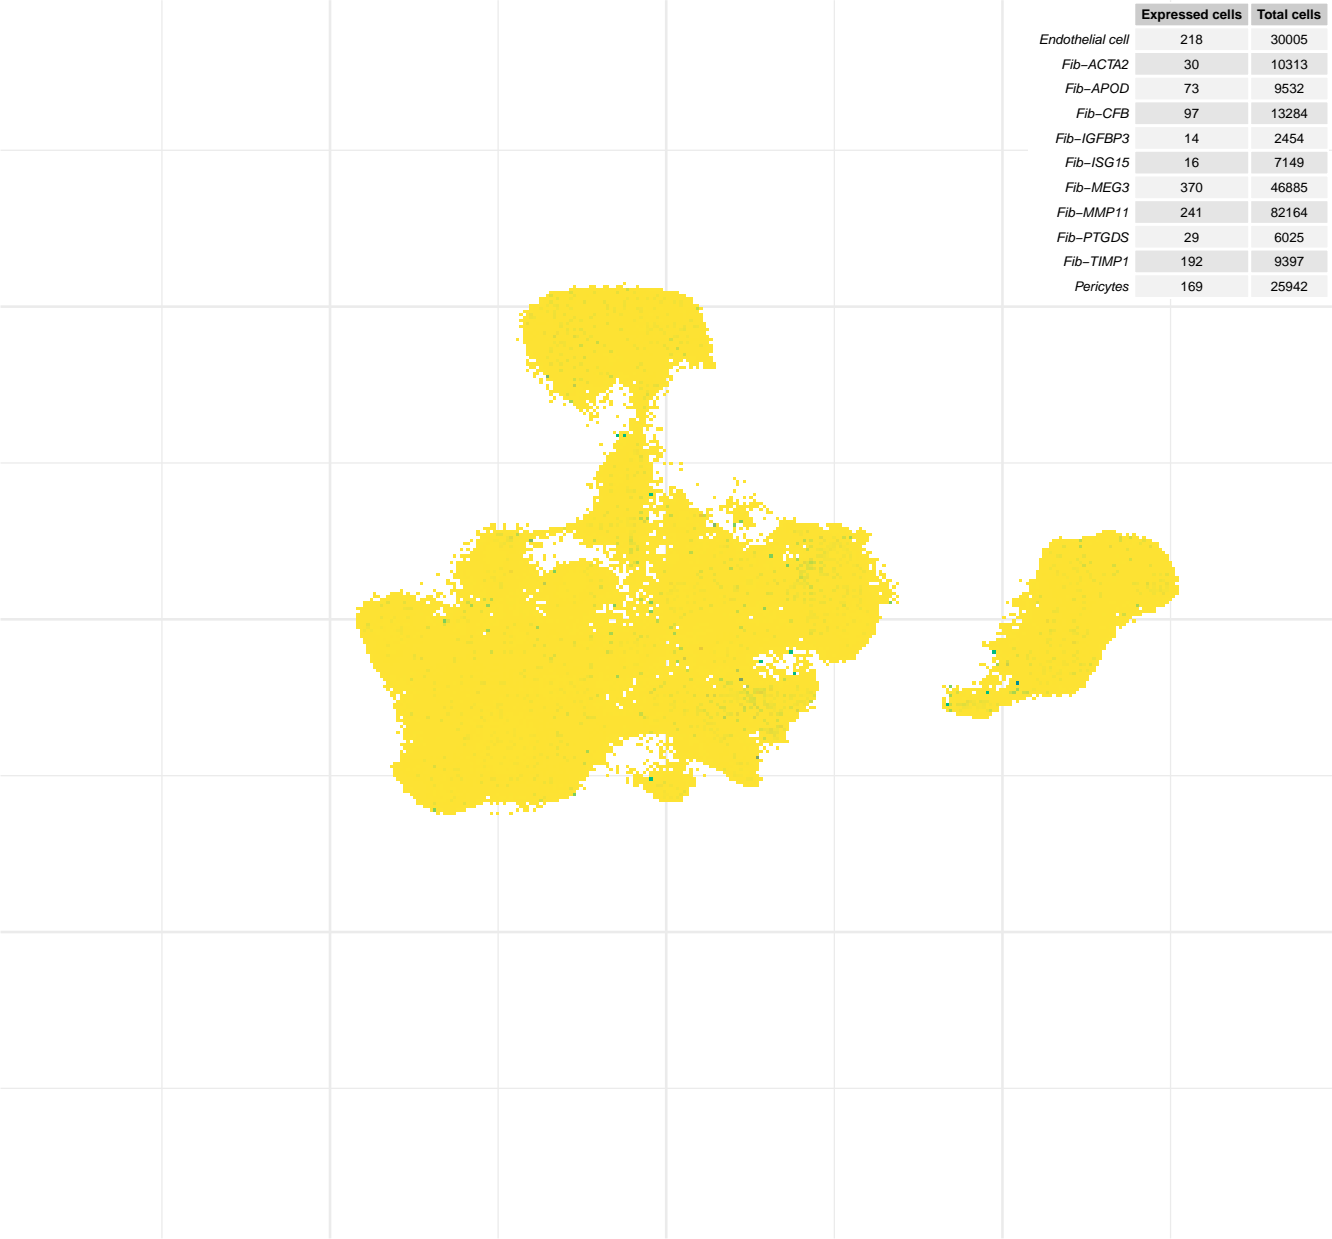 Expressed cells Total cells
Endothelial cell 218 30005
Fib−ACTA2 30 10313
Fib−APOD 73 9532
Fib−CFB 97 13284
Fib−IGFBP3 14 2454
Fib−ISG15 16 7149
Fib−MEG3 370 46885
Fib−MMP11 241 82164
Fib−PTGDS 29 6025
Fib−TIMP1 192 9397
Pericytes 169 25942